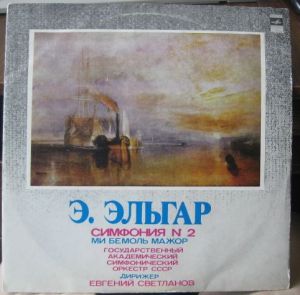 Э. ЭЛЬГАР
СИМФОНИЯ N 2
МИ БЕМОЛЬ МАЖОР
ГОСУДАРСТВЕННЫЙ
АКАДЕМИЧЕСКИЙ
СИМФОНИЧЕСКИЙ
ОРКЕСТР СССР
ДИРИЖЕР
ЕВГЕНИЙ СВЕТЛАНОВ